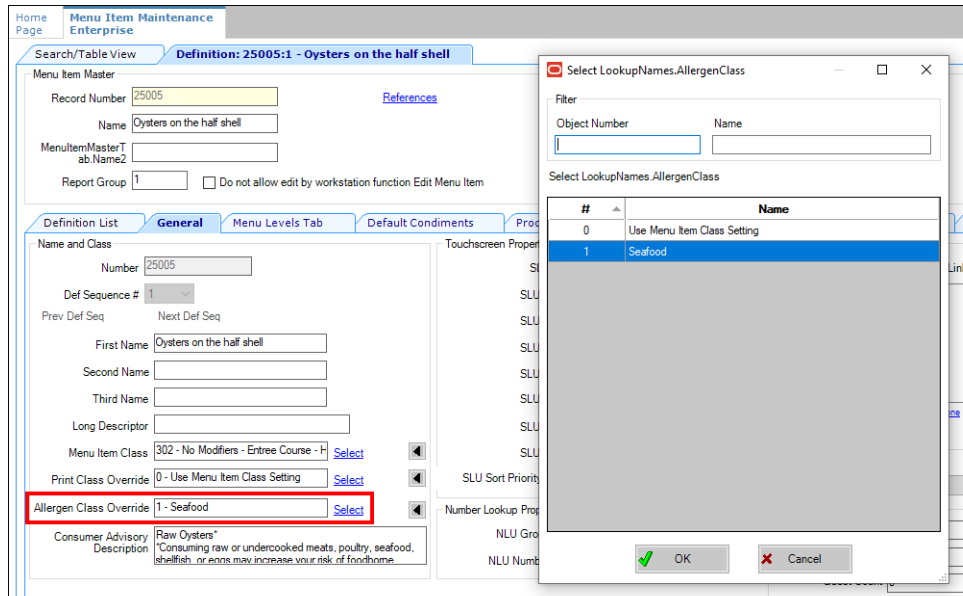 Home
Page
Menu Item Maintenance
Enterprise
Search/Table View
Definition: 25005:1 - Oysters on the half shell
Menu Item Master
Record Number 25005
References
Name Oysters on the half shell
MenuItemMasterT
ab.Name2
Report Group 1
Do not allow edit by workstation function Edit Menu Item
Definition List
General
Menu Levels Tab
Default Condiments
Name and Class
Number 25005
Def Sequence # 1
Prev Def Seq
Next Def Seq
First Name Oysters on the half shell
Second Name
Third Name
Long Descriptor
Menu Item Class 302 - No Modifiers - Entree Course - H Select
Print Class Override 0 - Use Menu Item Class Setting Select
Allergen Class Override 1 - Seafood Select
Consumer Advisory
Description
Raw Oysters*
*Consuming raw or undercooked meats, poultry, seafood,
shellfish, or eggs may increase your risk of foodborne
Touchscreen Propert
SLU
SLU
SLU
SLU
SLU
SLU
SLU
SLU Sort Priority
Number Lookup Prop
NLU Gro
NLU Numb
Select LookupNames.AllergenClass
Filter
Object Number
Name
Select LookupNames.AllergenClass
# Name
0 Use Menu Item Class Setting
1 Seafood
OK
Cancel